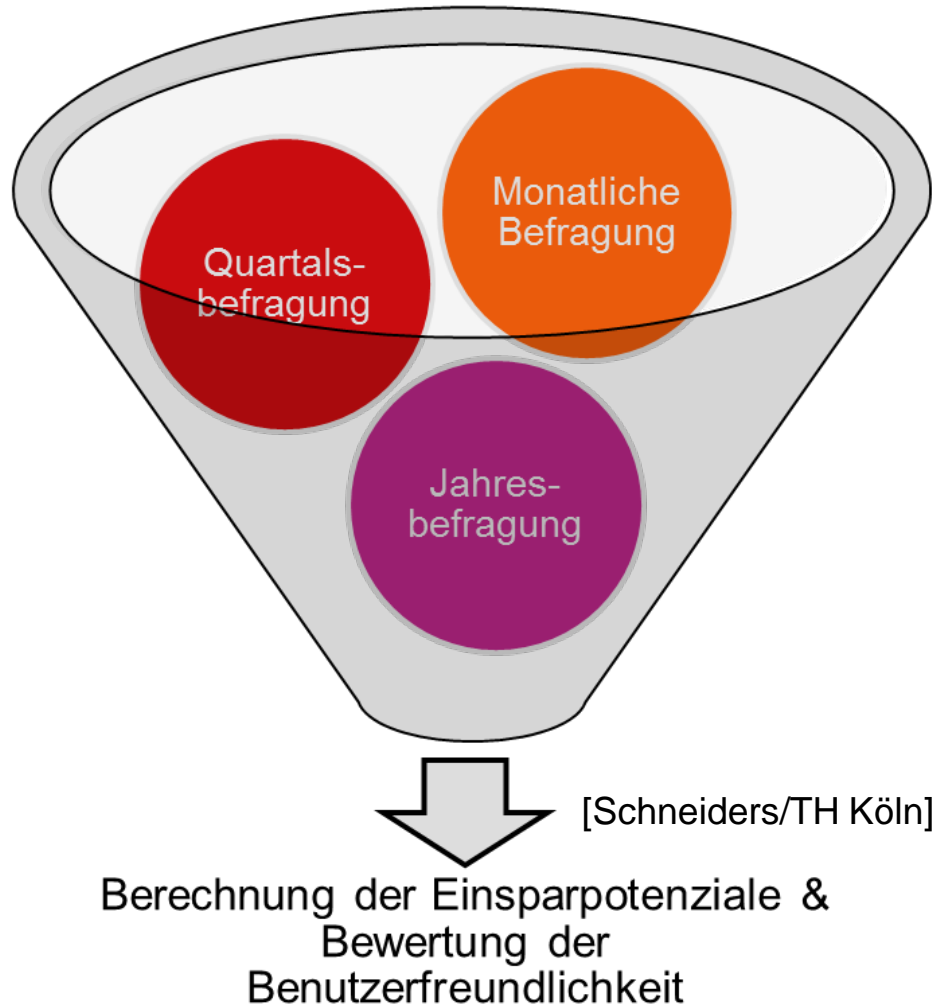 Monatliche
Befragung
Quartals-
befragung
Jahres-
befragung
[Schneiders/TH Köln]
Berechnung der Einsparpotenziale &
Bewertung der
Benutzerfreundlichkeit